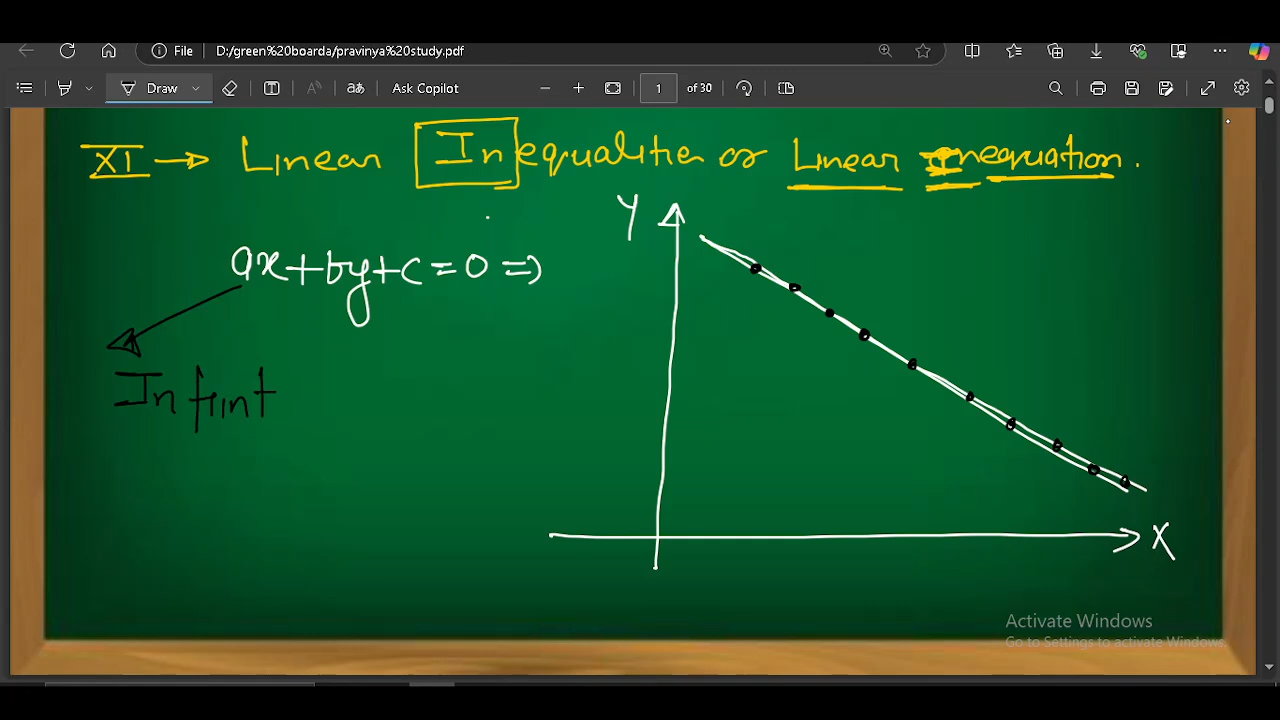 File D:/green%20boarda/pravinya%20study.pdf
Draw Ask Copilot 1 of 30
XI → Linear Inequalities or Linear Inequation.
Y
ax+by+c=0 ⇒
Infint
X
Activate Windows
Go to Settings to activate Windows.